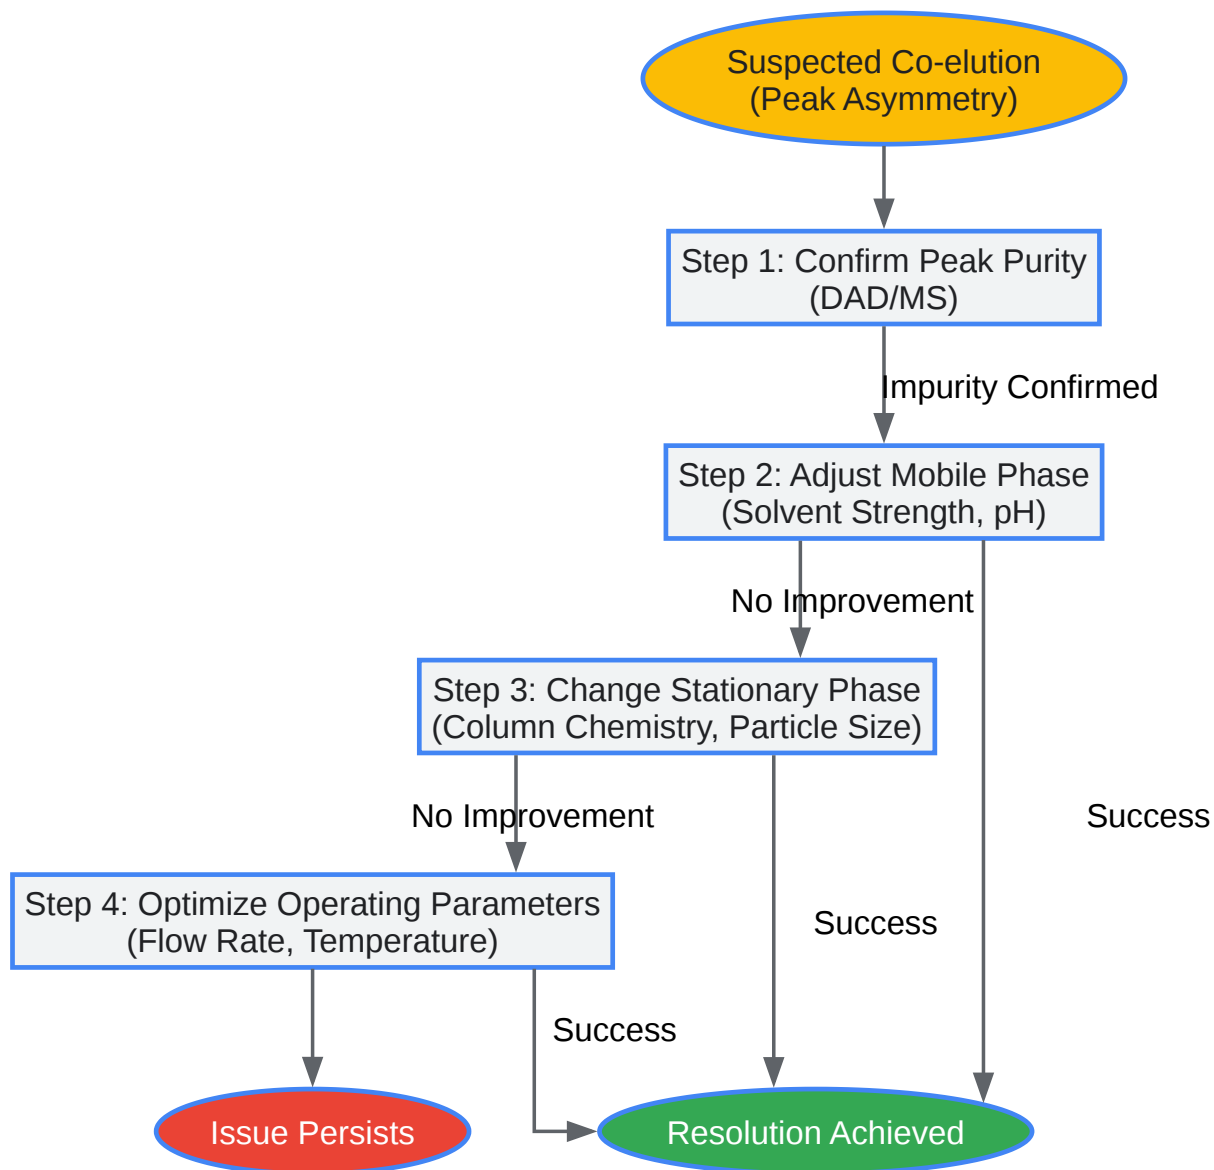 Suspected Co-elution
(Peak Asymmetry)
Step 1: Confirm Peak Purity
(DAD/MS)
Impurity Confirmed
Step 2: Adjust Mobile Phase
(Solvent Strength, pH)
No Improvement
Step 3: Change Stationary Phase
(Column Chemistry, Particle Size)
No Improvement
Success
Step 4: Optimize Operating Parameters
(Flow Rate, Temperature)
Success
Success
Issue Persists
Resolution Achieved